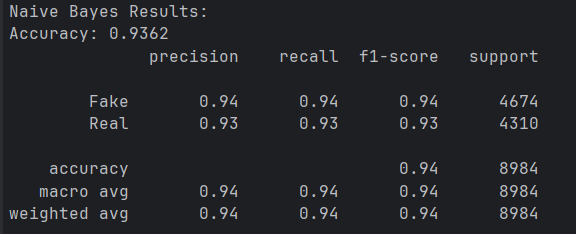 Naive Bayes Results:
Accuracy: 0.9362
precision recall f1-score support
Fake 0.94 0.94 0.94 4674
Real 0.93 0.93 0.93 4310
accuracy 0.94 8984
macro avg 0.94 0.94 0.94 8984
weighted avg 0.94 0.94 0.94 8984